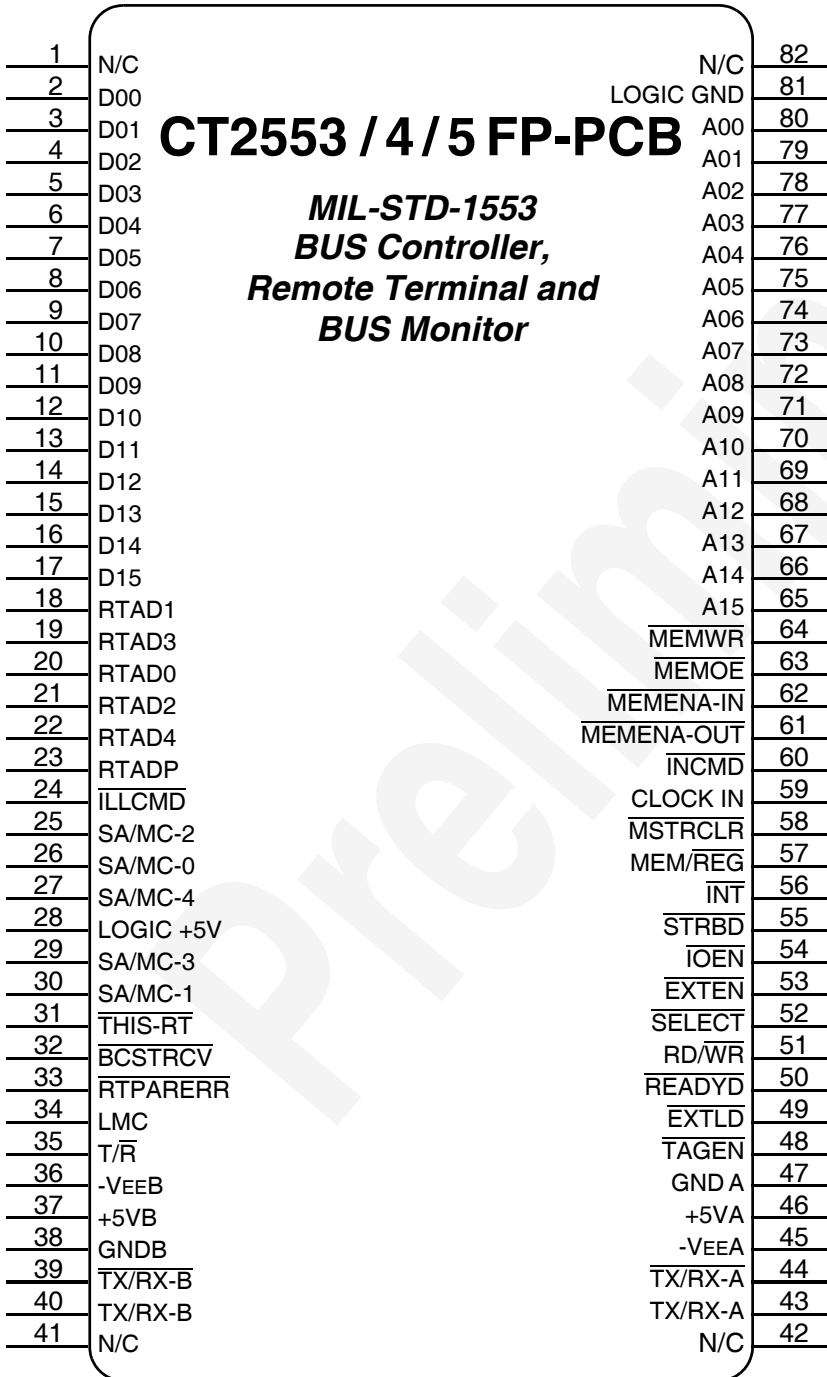 CT2553 / 4 / 5 FP-PCB
MIL-STD-1553
BUS Controller,
Remote Terminal and
BUS Monitor
1 N/C
2 D00
3 D01
4 D02
5 D03
6 D04
7 D05
8 D06
9 D07
10 D08
11 D09
12 D10
13 D11
14 D12
15 D13
16 D14
17 D15
18 RTAD1
19 RTAD3
20 RTAD0
21 RTAD2
22 RTAD4
23 RTADP
24 ILLCMD
25 SA/MC-2
26 SA/MC-0
27 SA/MC-4
28 LOGIC +5V
29 SA/MC-3
30 SA/MC-1
31 THIS-RT
32 BCSTRCV
33 RTPARERR
34 LMC
35 T/R
36 -VEEB
37 +5VB
38 GNDB
39 TX/RX-B
40 TX/RX-B
41 N/C
N/C 82
LOGIC GND 81
A00 80
A01 79
A02 78
A03 77
A04 76
A05 75
A06 74
A07 73
A08 72
A09 71
A10 70
A11 69
A12 68
A13 67
A14 66
A15 65
MEMWR 64
MEMOE 63
MEMENA-IN 62
MEMENA-OUT 61
INCMD 60
CLOCK IN 59
MSTRCLR 58
MEM/REG 57
INT 56
STRBD 55
IOEN 54
EXTEN 53
SELECT 52
RD/WR 51
READYD 50
EXTLD 49
TAGEN 48
GND A 47
+5VA 46
-VEEA 45
TX/RX-A 44
TX/RX-A 43
N/C 42
Prelimin